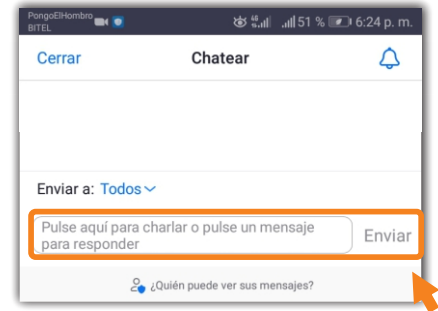 PongoElHombro
BITEL 51 % 6:24 p. m.
Cerrar Chatear
Enviar a: Todos
Pulse aquí para charlar o pulse un mensaje
para responder
Enviar
¿Quién puede ver sus mensajes?